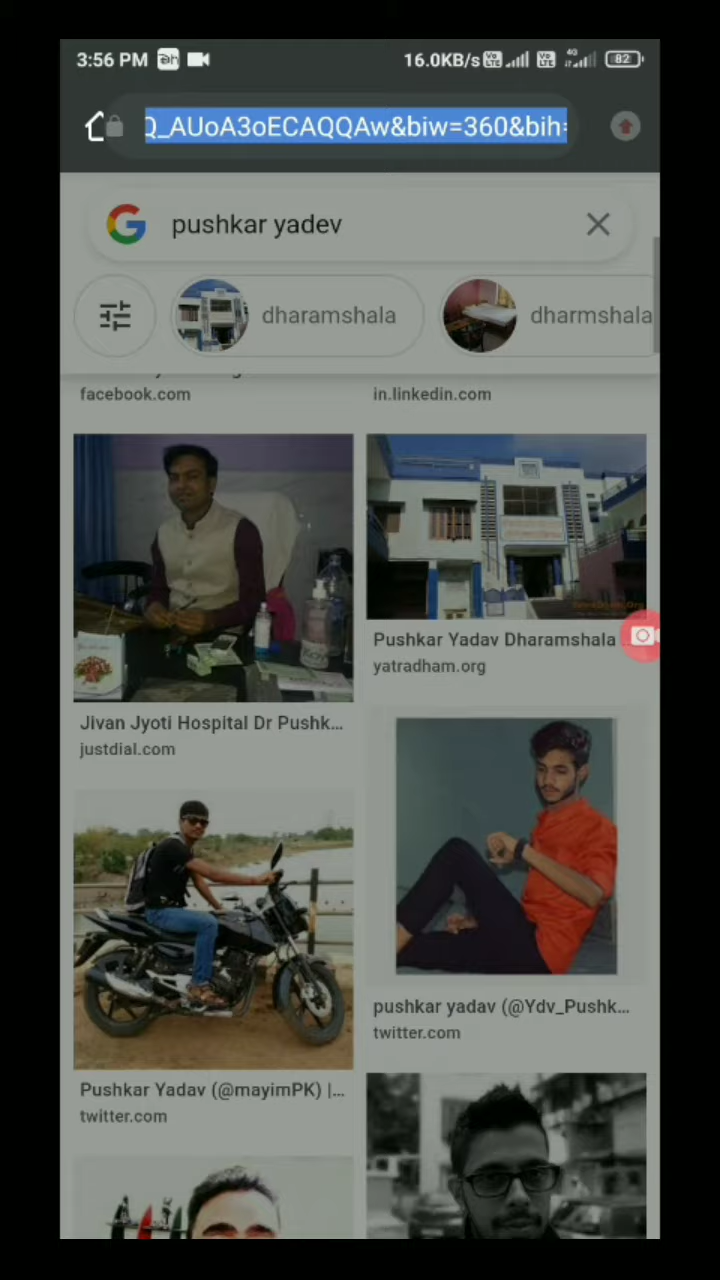 3:56 PM
16.0KB/s
4G
82
Q_AUoA3oECAQQAw&biw=360&bih=
pushkar yadev
dharamshala
dharmshala
facebook.com
in.linkedin.com
Jivan Jyoti Hospital Dr Pushk...
justdial.com
Pushkar Yadav Dharamshala ...
yatradham.org
pushkar yadav (@Ydv_Pushk...
twitter.com
Pushkar Yadav (@mayimPK) |...
twitter.com